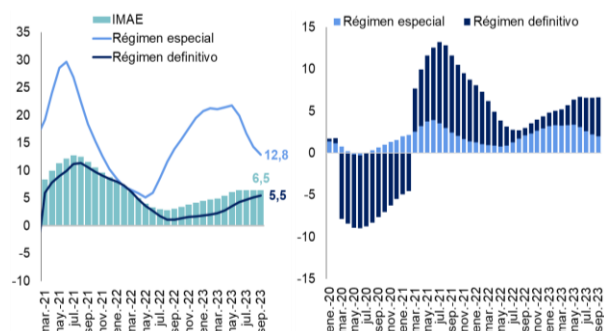 IMAE
Régimen especial
Régimen definitivo
35
30
25
20
15
10
5
0
-5
-10
12,8
6,5
5,5
mar.-21
may.-21
jul.-21
sep.-21
nov.-21
ene.-22
mar.-22
may.-22
jul.-22
sep.-22
nov.-22
ene.-23
mar.-23
may.-23
jul.-23
sep.-23
Régimen especial
Régimen definitivo
15
10
5
0
-5
-10
-15
ene.-20
mar.-20
may.-20
jul.-20
sep.-20
nov.-20
ene.-21
mar.-21
may.-21
jul.-21
sep.-21
nov.-21
ene.-22
mar.-22
may.-22
jul.-22
sep.-22
nov.-22
ene.-23
mar.-23
may.-23
jul.-23
sep.-23